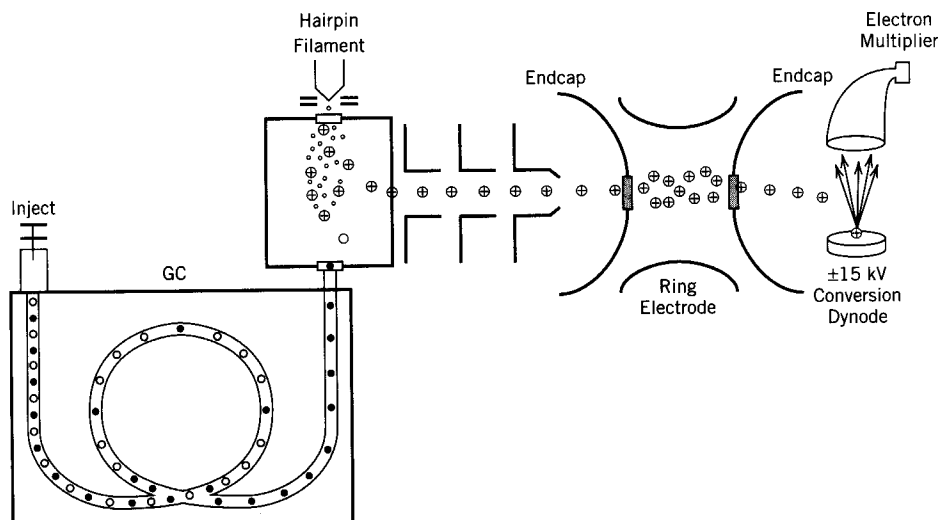 Hairpin
Filament
Endcap
Endcap
Electron
Multiplier
Inject
GC
Ring
Electrode
±15 kV
Conversion
Dynode